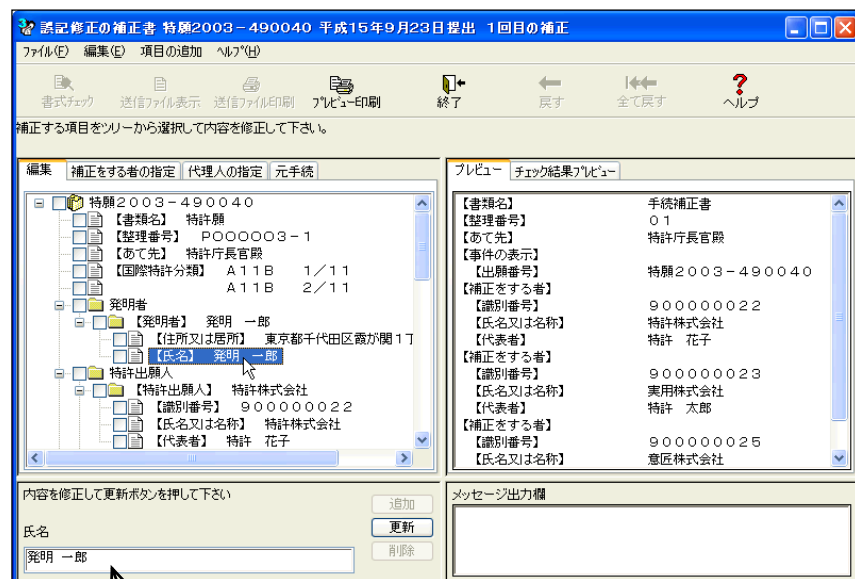 誤記修正の補正書 特願2003－490040 平成15年9月23日提出 1回目の補正
ファイル(F) 編集(E) 項目の追加 ヘルプ(H)
書式チェック 送信ファイル表示 送信ファイル印刷 プレビュー印刷 終了 戻す 全て戻す ヘルプ
補正する項目をツリーから選択して内容を修正して下さい。
編集 補正をする者の指定 代理人の指定 元手続
特願２００３－４９００４０
【書類名】 特許願
【整理番号】 Ｐ０００００３－１
【あて先】 特許庁長官殿
【国際特許分類】 Ａ１１Ｂ １／１１
Ａ１１Ｂ ２／１１
発明者
【発明者】 発明 一郎
【住所又は居所】 東京都千代田区霞が関１丁
【氏名】 発明 一郎
特許出願人
【特許出願人】 特許株式会社
【識別番号】 ９０００００００２２
【氏名又は名称】 特許株式会社
【代表者】 特許 花子
プレビュー チェック結果プレビュー
【書類名】 手続補正書
【整理番号】 ０１
【あて先】 特許庁長官殿
【事件の表示】
【出願番号】 特願２００３－４９００４０
【補正をする者】
【識別番号】 ９００００００２２
【氏名又は名称】 特許株式会社
【代表者】 特許 花子
【補正をする者】
【識別番号】 ９００００００２３
【氏名又は名称】 実用株式会社
【代表者】 特許 太郎
【補正をする者】
【識別番号】 ９００００００２５
【氏名又は名称】 意匠株式会社
内容を修正して更新ボタンを押して下さい
追加
氏名
更新
発明 一郎
削除
メッセージ出力欄